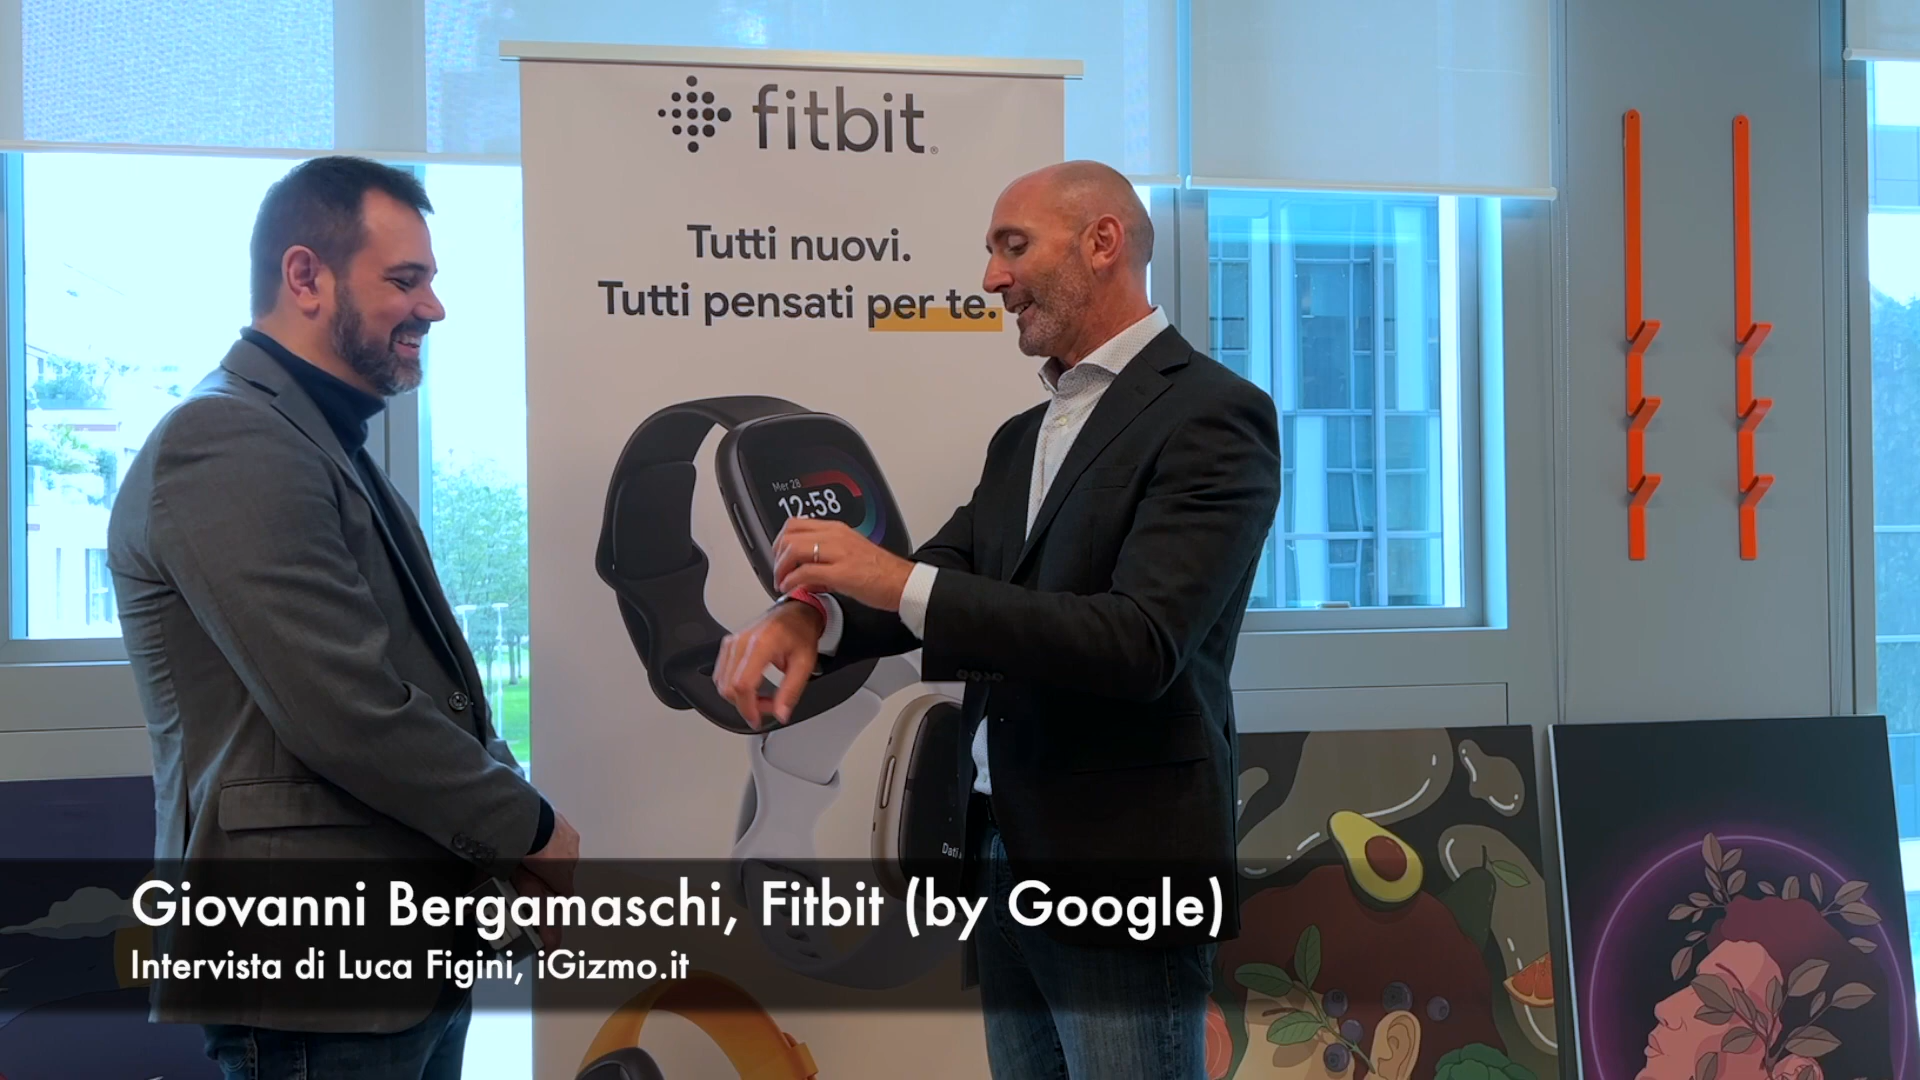 fitbit
Tutti nuovi.
Tutti pensati per te.
Mer 28
12:58
Dati
Giovanni Bergamaschi, Fitbit (by Google)
Intervista di Luca Figini, iGizmo.it